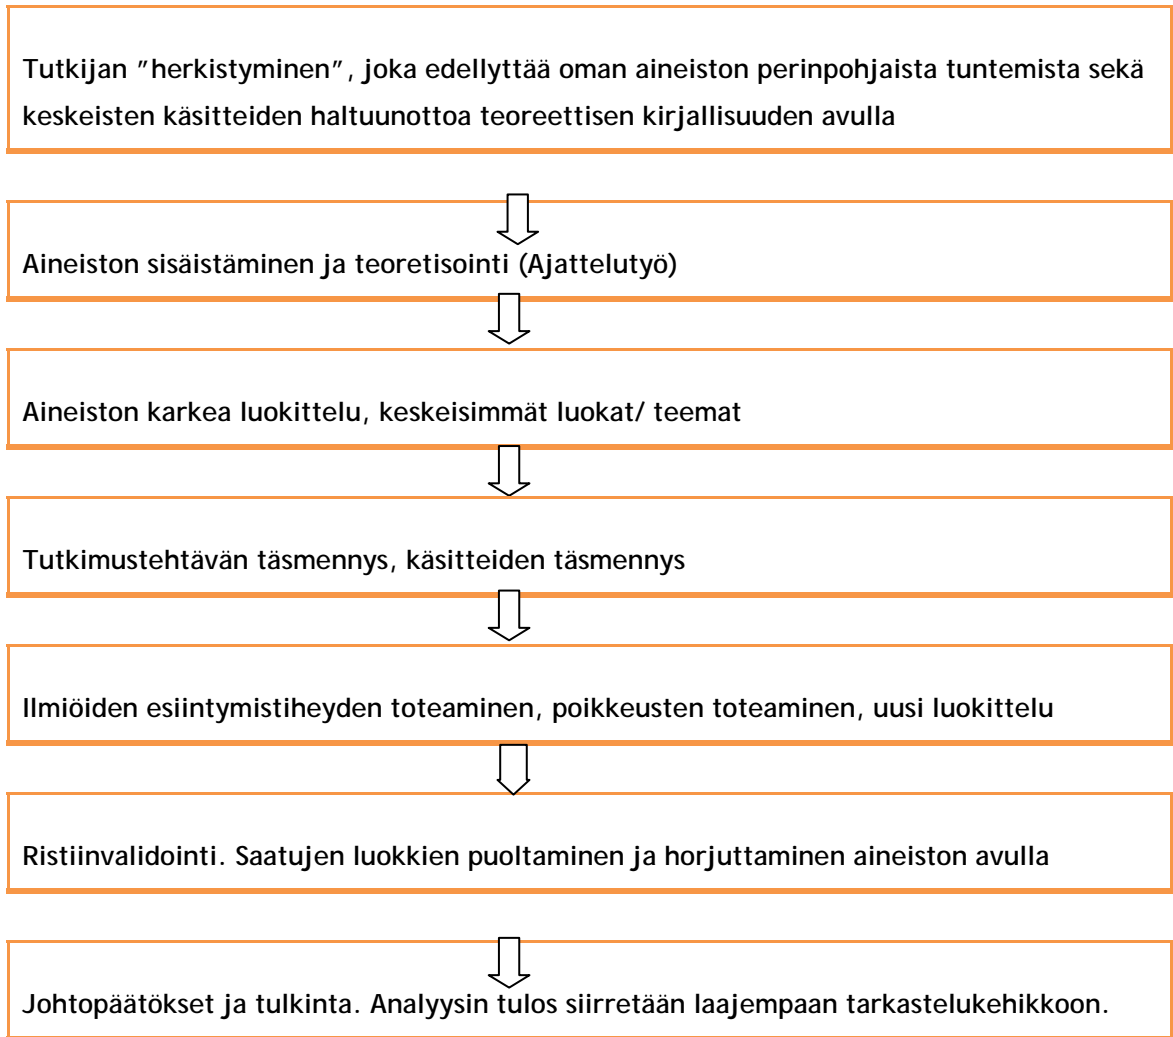 Tutkijan ”herkistyminen”, joka edellyttää oman aineiston perinpohjaista tuntemista sekä
keskeisten käsitteiden haltuunottoa teoreettisen kirjallisuuden avulla
Aineiston sisäistäminen ja teoretisointi (Ajattelutyö)
Aineiston karkea luokittelu, keskeisimmät luokat/ teemat
Tutkimustehtävän täsmennys, käsitteiden täsmennys
Ilmiöiden esiintymistiheyden toteaminen, poikkeusten toteaminen, uusi luokittelu
Ristiinvalidointi. Saatujen luokkien puoltaminen ja horjuttaminen aineiston avulla
Johtopäätökset ja tulkinta. Analyysin tulos siirretään laajempaan tarkastelukehikkoon.